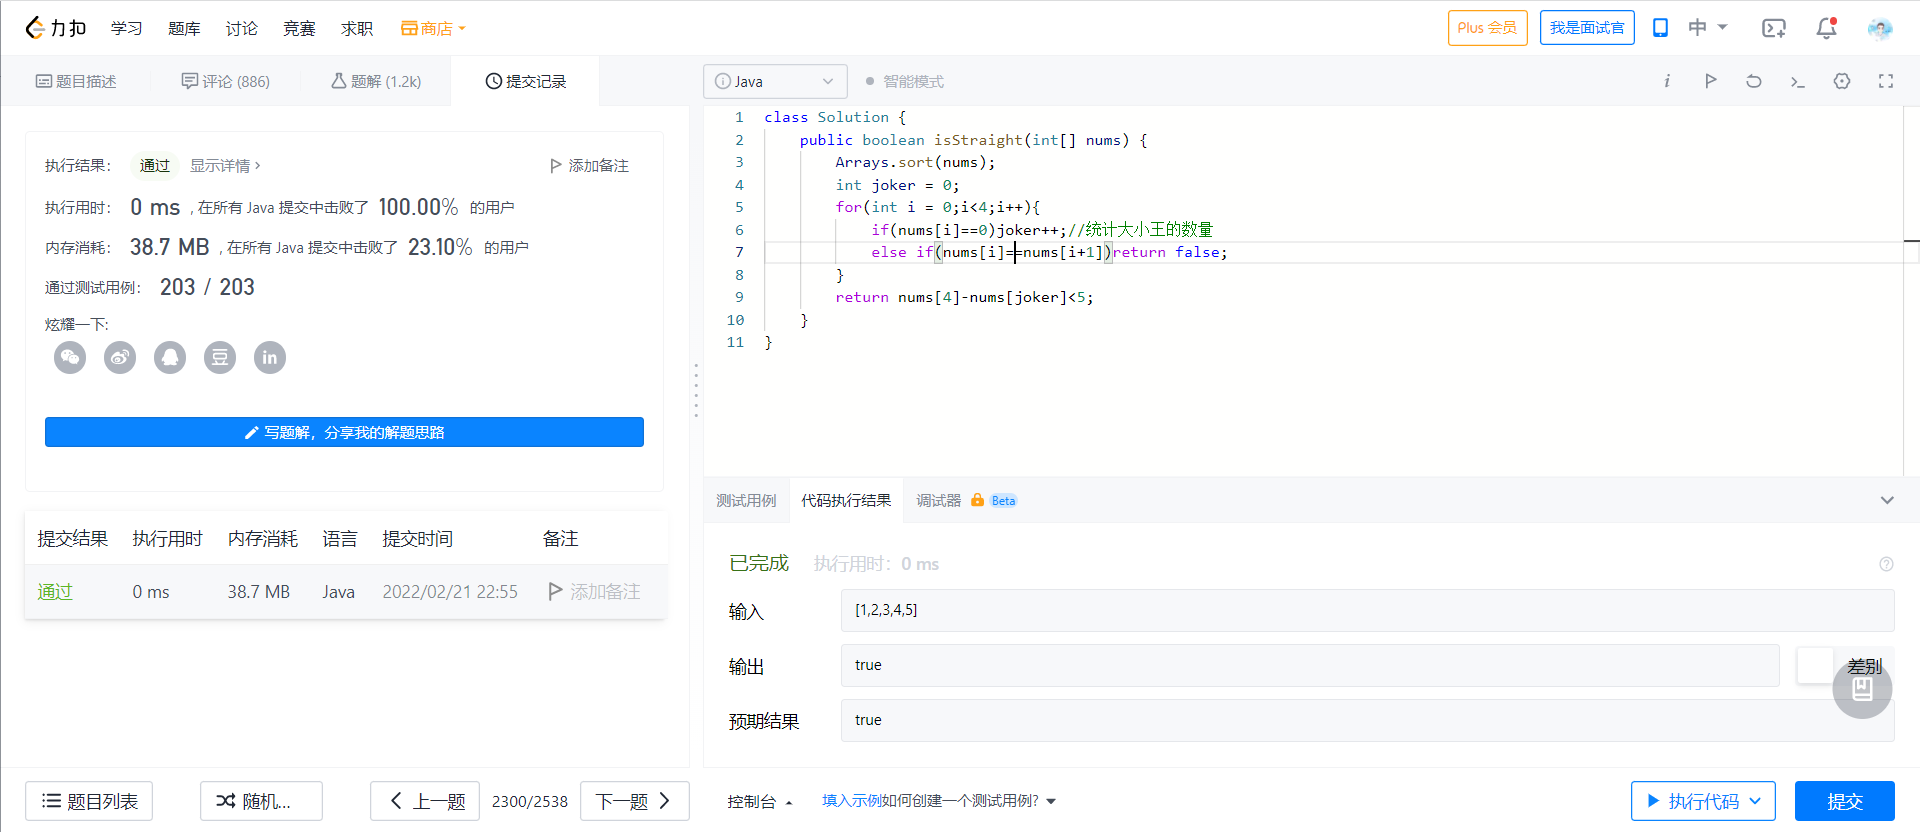 力扣 学习 题库 讨论 竞赛 求职 商店 Plus 会员 我是面试官 中
题目描述 评论 (886) 题解 (1.2k) 提交记录
执行结果： 通过 显示详情 › 添加备注
执行用时： 0 ms , 在所有 Java 提交中击败了 100.00% 的用户
内存消耗： 38.7 MB , 在所有 Java 提交中击败了 23.10% 的用户
通过测试用例： 203 / 203
炫耀一下:
豆 in
写题解，分享我的解题思路
提交结果 执行用时 内存消耗 语言 提交时间 备注
通过 0 ms 38.7 MB Java 2022/02/21 22:55 添加备注
题目列表 随机... 上一题 2300/2538 下一题
Java 智能模式
1 class Solution {
2 public boolean isStraight(int[] nums) {
3 Arrays.sort(nums);
4 int joker = 0;
5 for(int i = 0;i<4;i++){
6 if(nums[i]==0)joker++;//统计大小王的数量
7 else if(nums[i]==nums[i+1])return false;
8 }
9 return nums[4]-nums[joker]<5;
10 }
11 }
测试用例 代码执行结果 调试器 Beta
已完成 执行用时：0 ms
输入 [1,2,3,4,5]
输出 true 差别
预期结果 true
控制台 填入示例如何创建一个测试用例? 执行代码 提交